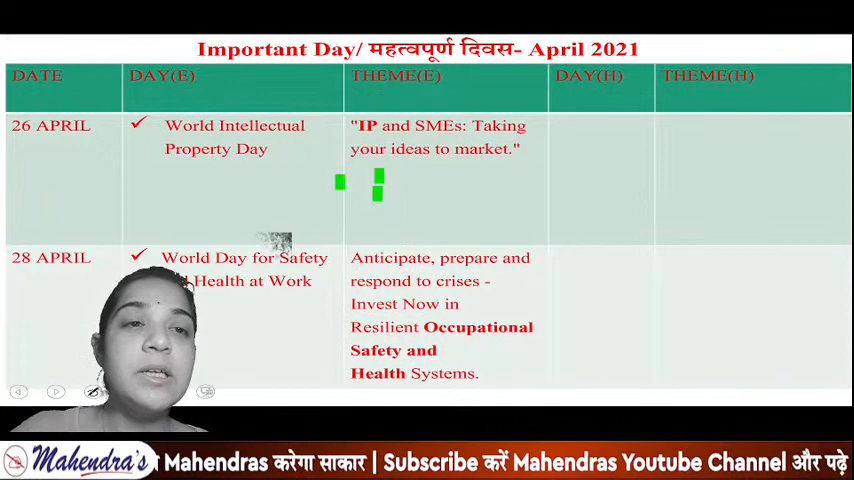 Important Day/ महत्वपूर्ण दिवस- April 2021
DATE DAY(E) THEME(E) DAY(H) THEME(H)
26 APRIL ✓ World Intellectual "IP and SMEs: Taking
Property Day your ideas to market."
28 APRIL ✓ World Day for Safety Anticipate, prepare and
Health at Work respond to crises -
Invest Now in
Resilient Occupational
Safety and
Health Systems.
Mahendra's Mahendras करेगा साकार | Subscribe करें Mahendras Youtube Channel और पढ़े